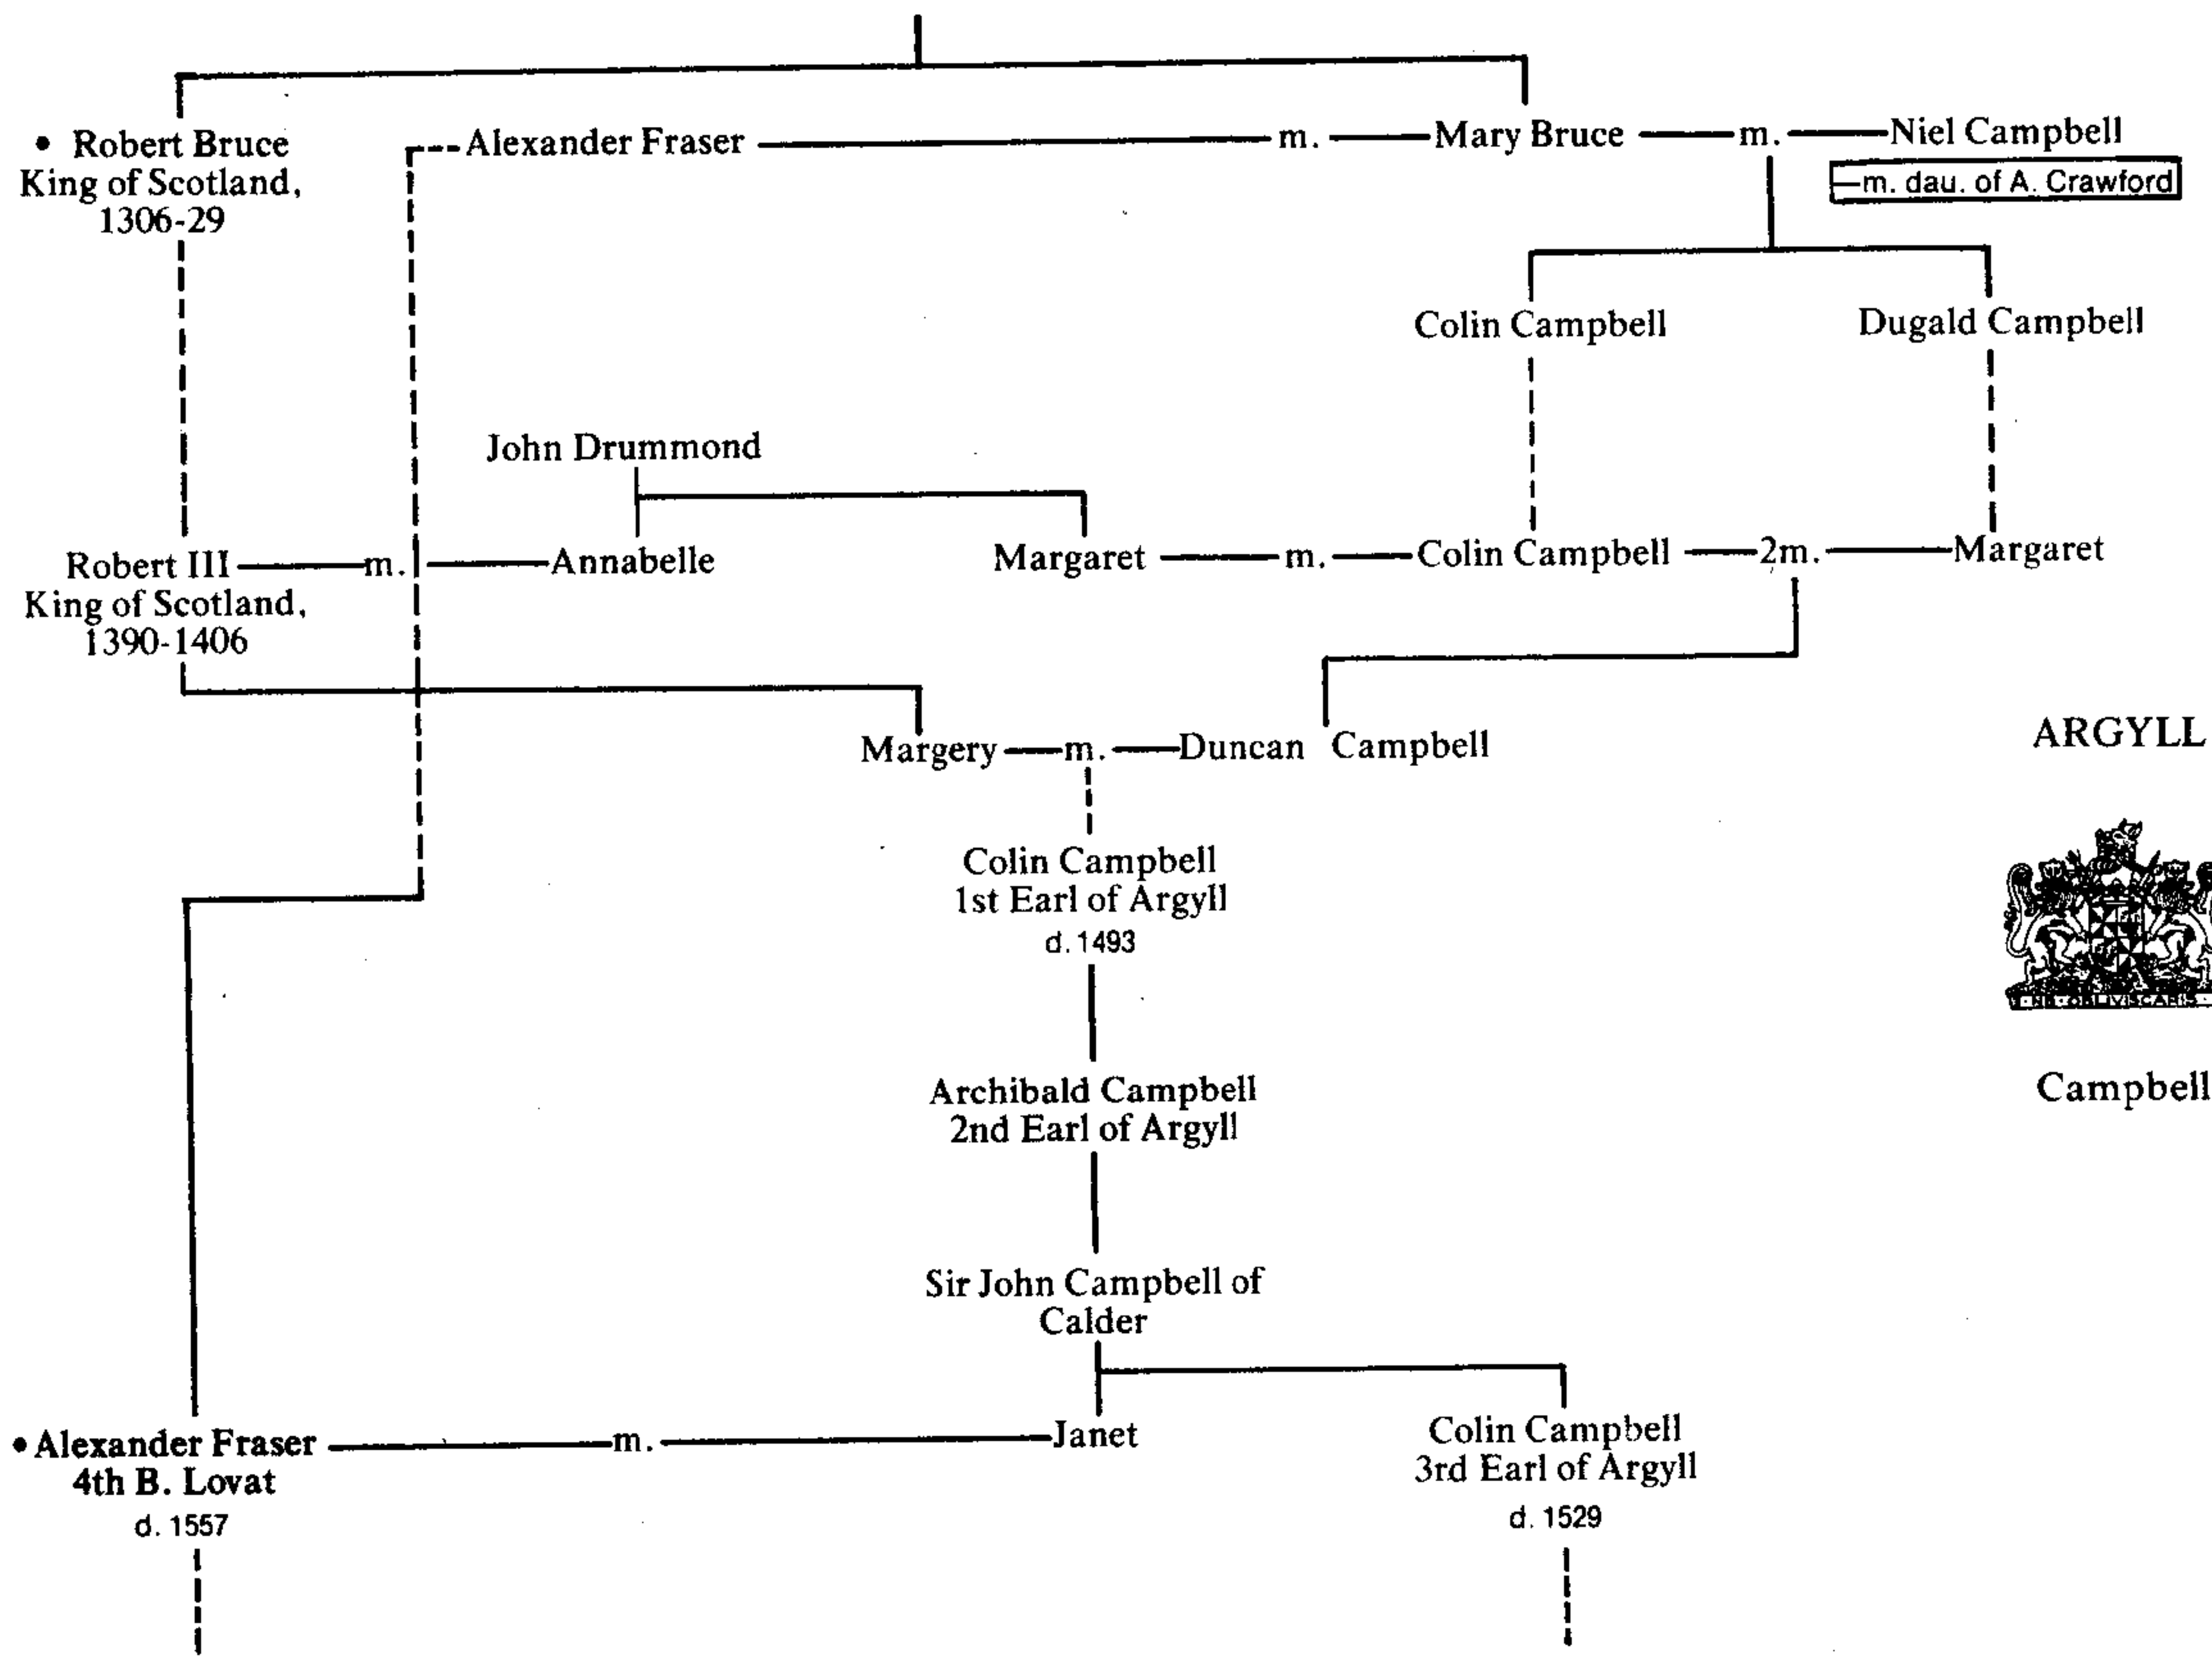 • Robert Bruce
King of Scotland,
1306-29
Alexander Fraser m. Mary Bruce m. Niel Campbell
m. dau. of A. Crawford
Colin Campbell
Dugald Campbell
John Drummond
Robert III m. Annabelle
King of Scotland,
1390-1406
Margaret m. Colin Campbell 2m. Margaret
Margery m. Duncan Campbell
ARGYLL
Colin Campbell
1st Earl of Argyll
d. 1493
NE · OBLIVISCARIS ·
Archibald Campbell
2nd Earl of Argyll
Campbell
Sir John Campbell of
Calder
• Alexander Fraser m. Janet
4th B. Lovat
d. 1557
Colin Campbell
3rd Earl of Argyll
d. 1529